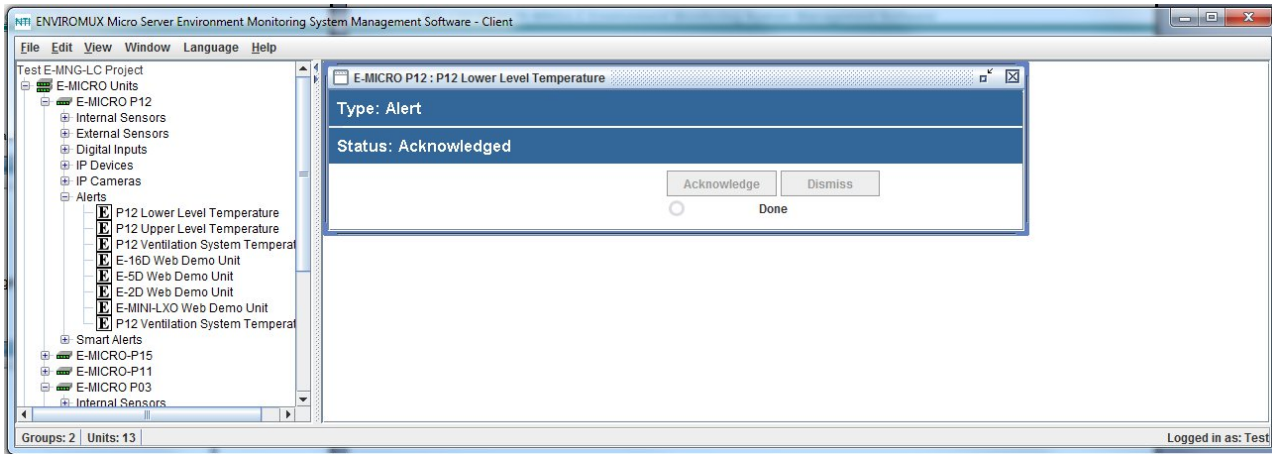 NTI ENVIROMUX Micro Server Environment Monitoring System Management Software - Client
File Edit View Window Language Help
Test E-MNG-LC Project
E-MICRO Units
E-MICRO P12
Internal Sensors
External Sensors
Digital Inputs
IP Devices
IP Cameras
Alerts
E P12 Lower Level Temperature
E P12 Upper Level Temperature
E P12 Ventilation System Temperat
E E-16D Web Demo Unit
E E-5D Web Demo Unit
E E-2D Web Demo Unit
E E-MINI-LXO Web Demo Unit
E P12 Ventilation System Temperat
Smart Alerts
E-MICRO-P15
E-MICRO-P11
E-MICRO P03
Internal Sensors
E-MICRO P12 : P12 Lower Level Temperature
Type: Alert
Status: Acknowledged
Acknowledge Dismiss
Done
Groups: 2 Units: 13
Logged in as: Test